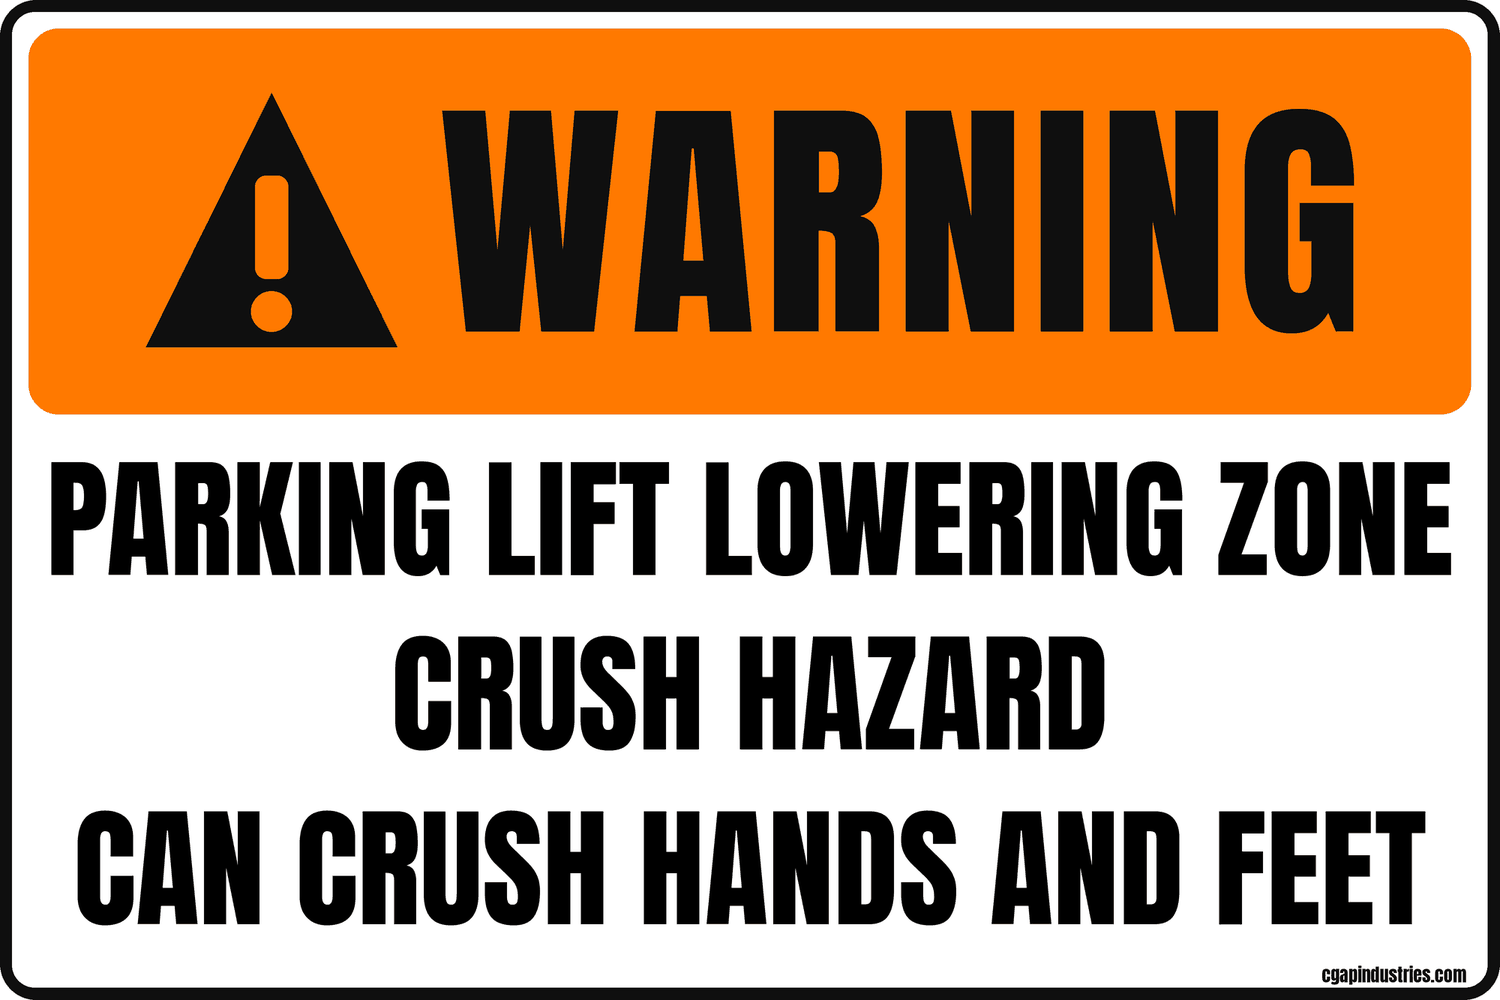 WARNING
PARKING LIFT LOWERING ZONE
CRUSH HAZARD
CAN CRUSH HANDS AND FEET
cgapindustries.com